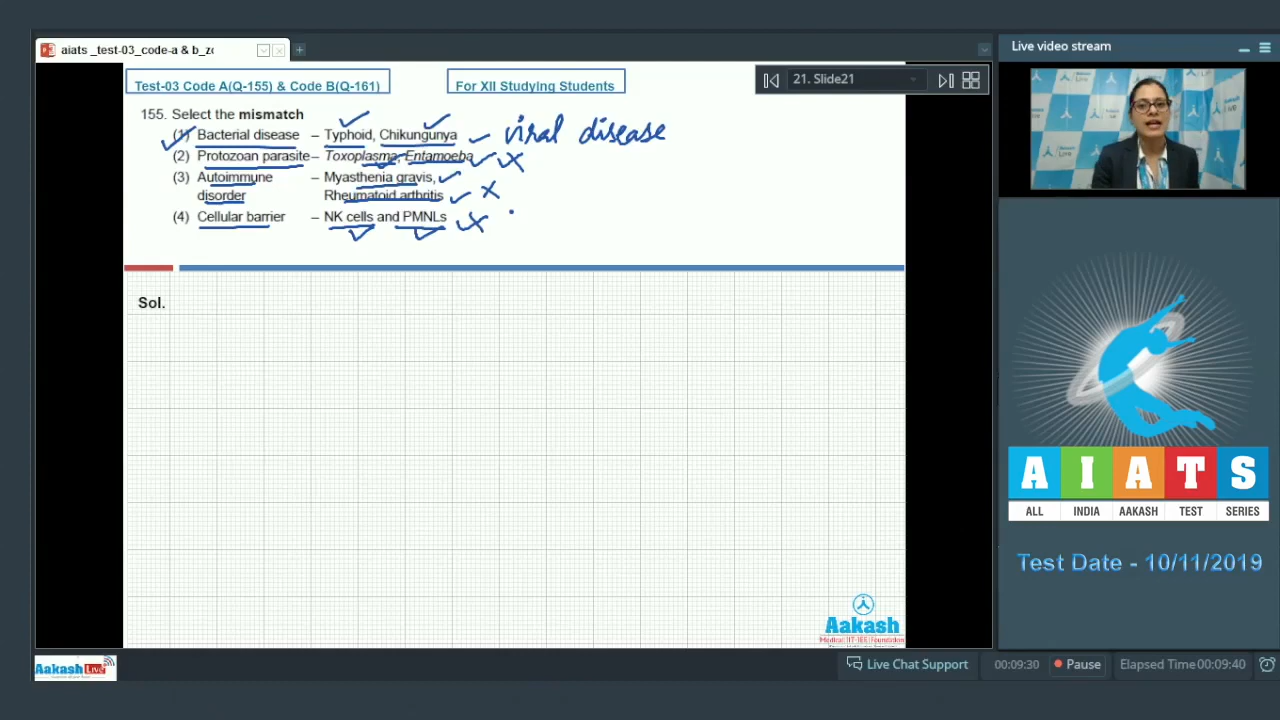 aiats _test-03_code-a & b_zo
Live video stream
Test-03 Code A(Q-155) & Code B(Q-161)
For XII Studying Students
21. Slide21
155. Select the mismatch
(1) Bacterial disease – Typhoid, Chikungunya viral disease
(2) Protozoan parasite – Toxoplasma, Entamoeba
(3) Autoimmune – Myasthenia gravis,
disorder Rheumatoid arthritis
(4) Cellular barrier – NK cells and PMNLs
Sol.
A I A T S
ALL INDIA AAKASH TEST SERIES
Test Date - 10/11/2019
Aakash
Medical|IIT-JEE|Foundations
Aakash Live
Live Chat Support
00:09:30
Pause
Elapsed Time 00:09:40